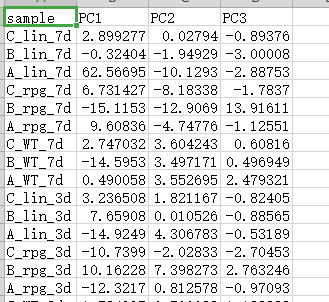 sample PC1 PC2 PC3
C_lin_7d 2.899277 0.02794 -0.89376
B_lin_7d -0.32404 -1.94929 -3.00008
A_lin_7d 62.56695 -10.1293 -2.88753
C_rpg_7d 6.731427 -8.18338 -1.7837
B_rpg_7d -15.1153 -12.9069 13.91611
A_rpg_7d 9.60836 -4.74776 -1.12551
C_WT_7d 2.747032 3.604243 0.60816
B_WT_7d -14.5953 3.497171 0.496949
A_WT_7d 0.490058 3.552695 2.479321
C_lin_3d 3.236508 1.821167 -0.82405
B_lin_3d 7.65908 0.010526 -0.88565
A_lin_3d -14.9249 4.306783 -0.53189
C_rpg_3d -10.7399 -2.02833 -2.70453
B_rpg_3d 10.16228 7.398273 2.763246
A_rpg_3d -12.3217 0.812578 -0.97093